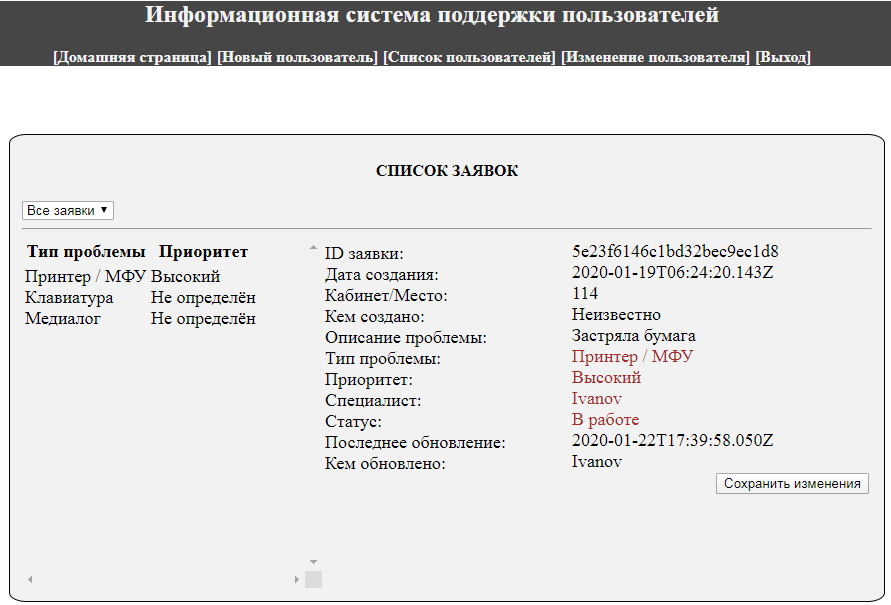 Информационная система поддержки пользователей
[Домашняя страница] [Новый пользователь] [Список пользователей] [Изменение пользователя] [Выход]
СПИСОК ЗАЯВОК
Все заявки
Тип проблемы Приоритет
Принтер / МФУ Высокий
Клавиатура Не определён
Медиалог Не определён
ID заявки: 5e23f6146c1bd32bec9ec1d8
Дата создания: 2020-01-19T06:24:20.143Z
Кабинет/Место: 114
Кем создано: Неизвестно
Описание проблемы: Застряла бумага
Тип проблемы: Принтер / МФУ
Приоритет: Высокий
Специалист: Ivanov
Статус: В работе
Последнее обновление: 2020-01-22T17:39:58.050Z
Кем обновлено: Ivanov
Сохранить изменения